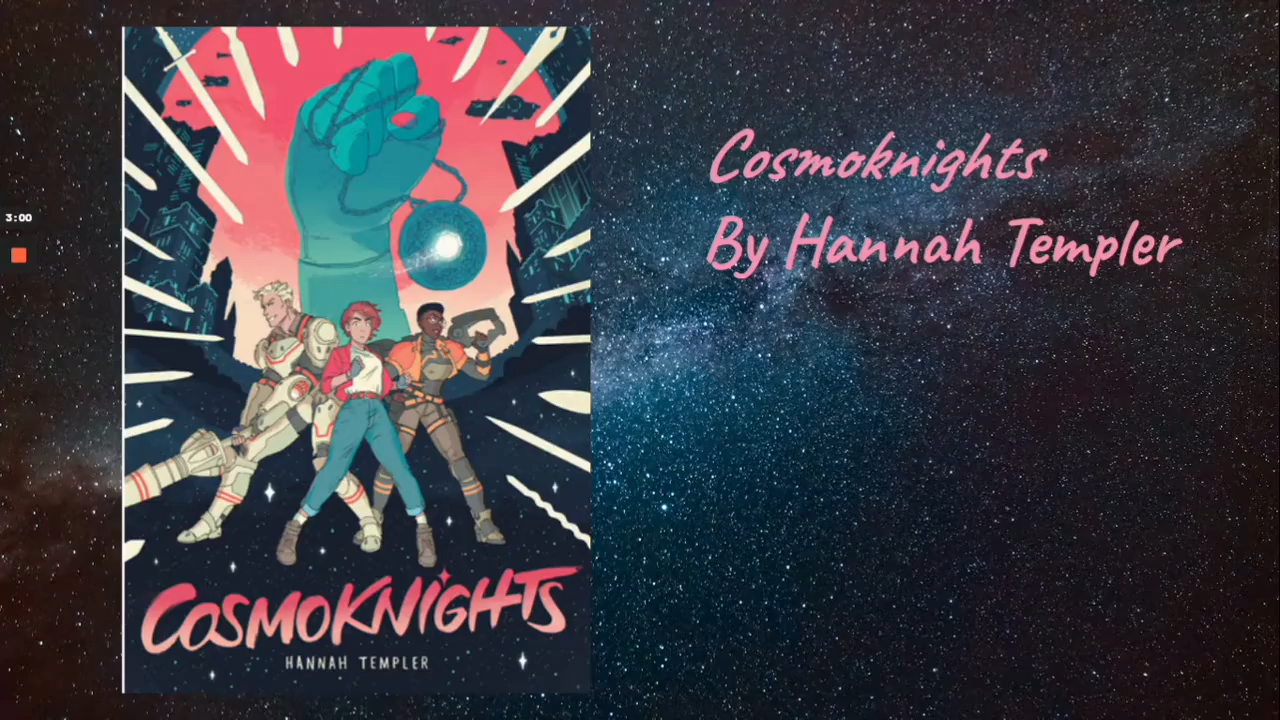 3:00
COSMOKNIGHTS
HANNAH TEMPLER
Cosmoknights
By Hannah Templer